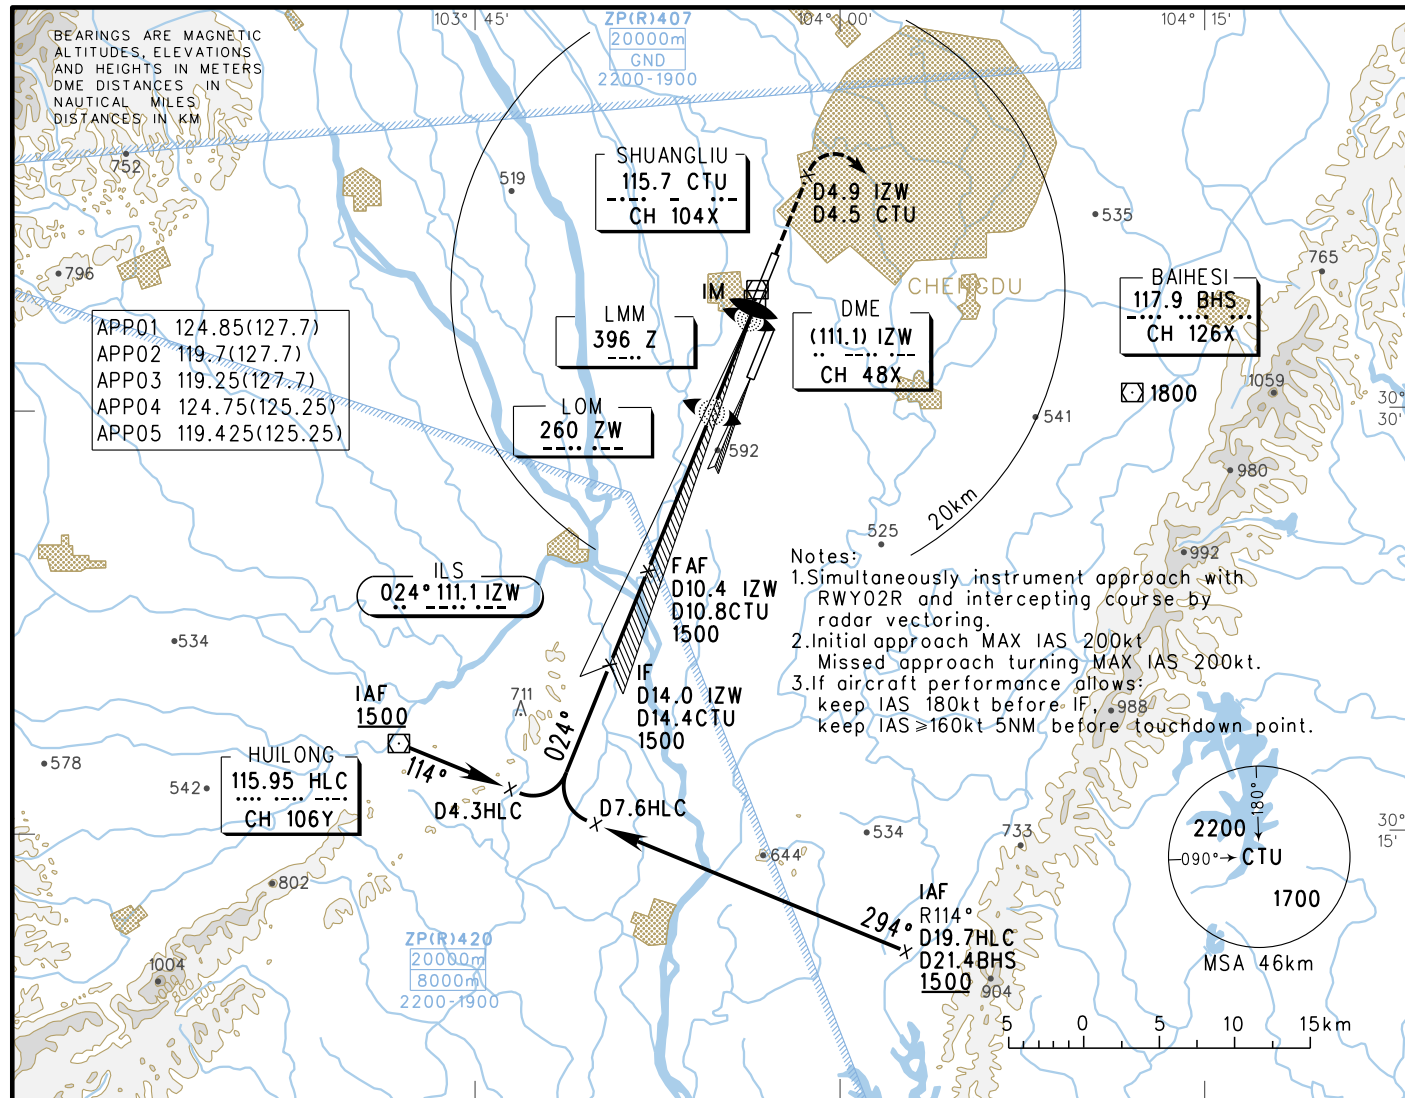 103° 45'
104° 00'
104° 15'
BEARINGS ARE MAGNETIC
ALTITUDES, ELEVATIONS
AND HEIGHTS IN METERS
DME DISTANCES IN
NAUTICAL MILES
DISTANCES IN KM
ZP(R)407
20000m
GND
2200-1900
752
519
SHUANGLIU
115.7 CTU
CH 104X
D4.9 IZW
D4.5 CTU
535
765
796
CHENGDU
BAIHESI
117.9 BHS
CH 126X
IM
LMM
396 Z
DME
(111.1) IZW
CH 48X
APP01 124.85(127.7)
APP02 119.7(127.7)
APP03 119.25(127.7)
APP04 124.75(125.25)
APP05 119.425(125.25)
1800
1059
30°
30'
LOM
260 ZW
592
541
980
20km
525
992
ILS
024° 111.1 IZW
FAF
D10.4 IZW
D10.8CTU
1500
Notes:
1.Simultaneously instrument approach with
RWY02R and intercepting course by
radar vectoring.
2.Initial approach MAX IAS 200kt
Missed approach turning MAX IAS 200kt.
3.If aircraft performance allows:
keep IAS 180kt before IF,
keep IAS≥160kt 5NM before touchdown point.
988
534
IF
D14.0 IZW
D14.4CTU
1500
711
024°
IAF
1500
114°
D4.3HLC
578
542
HUILONG
115.95 HLC
CH 106Y
D7.6HLC
534
733
644
30°
15'
180°
2200
090°
CTU
1700
MSA 46km
802
294°
IAF
R114°
D19.7HLC
D21.4BHS
1500
904
1004
ZP(R)420
20000m
8000m
2200-1900
5 0 5 10 15km